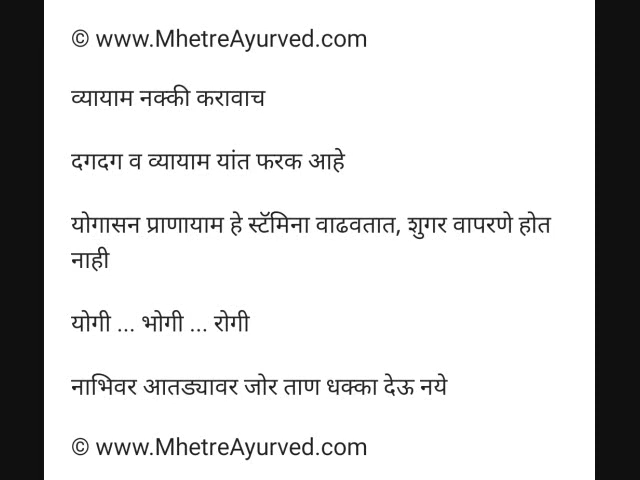 © www.MhetreAyurved.com
व्यायाम नक्की करावाच
दगदग व व्यायाम यांत फरक आहे
योगासन प्राणायाम हे स्टॅमिना वाढवतात, शुगर वापरणे होत
नाही
योगी ... भोगी ... रोगी
नाभिवर आतड्यावर जोर ताण धक्का देऊ नये
© www.MhetreAyurved.com